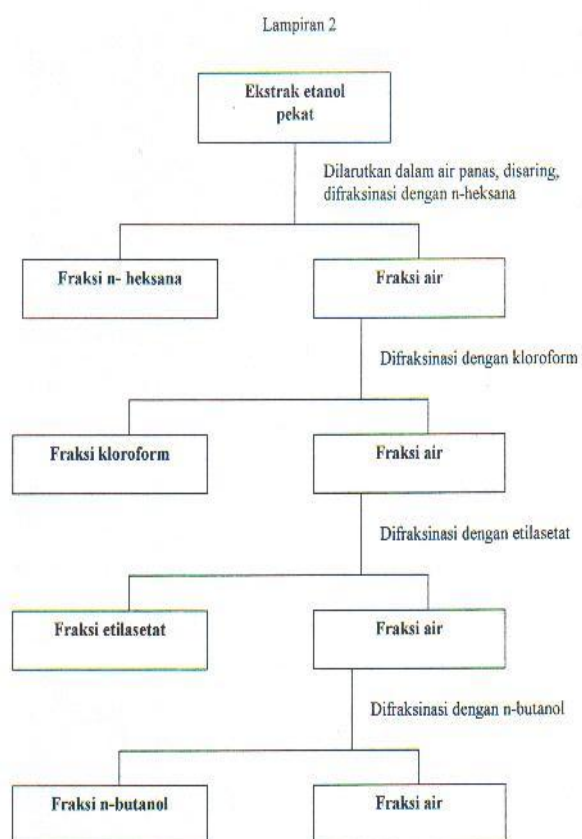 Lampiran 2
Ekstrak etanol
pekat
Dilarutkan dalam air panas, disaring,
difraksinasi dengan n-heksana
Fraksi n- heksana
Fraksi air
Difraksinasi dengan kloroform
Fraksi kloroform
Fraksi air
Difraksinasi dengan etilasetat
Fraksi etilasetat
Fraksi air
Difraksinasi dengan n-butanol
Fraksi n-butanol
Fraksi air